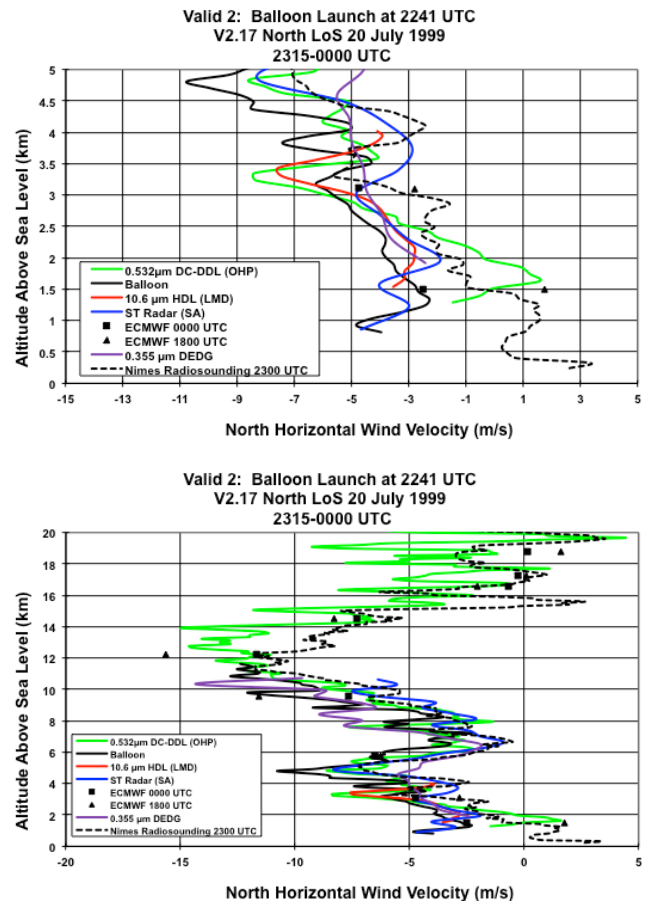 Valid 2: Balloon Launch at 2241 UTC
V2.17 North LoS 20 July 1999
2315-0000 UTC
Altitude Above Sea Level (km)
5
4.5
4
3.5
3
2.5
2
1.5
1
0.5
0
0.532µm DC-DDL (OHP)
Balloon
10.6 µm HDL (LMD)
ST Radar (SA)
ECMWF 0000 UTC
ECMWF 1800 UTC
0.355 µm DEDG
Nimes Radiosounding 2300 UTC
-15 -13 -11 -9 -7 -5 -3 -1 1 3 5
North Horizontal Wind Velocity (m/s)
Valid 2: Balloon Launch at 2241 UTC
V2.17 North LoS 20 July 1999
2315-0000 UTC
Altitude Above Sea Level (km)
20
18
16
14
12
10
8
6
4
2
0
0.532µm DC-DDL (OHP)
Balloon
10.6 µm HDL (LMD)
ST Radar (SA)
ECMWF 0000 UTC
ECMWF 1800 UTC
0.355 µm DEDG
Nimes Radiosounding 2300 UTC
-20 -15 -10 -5 0 5
North Horizontal Wind Velocity (m/s)